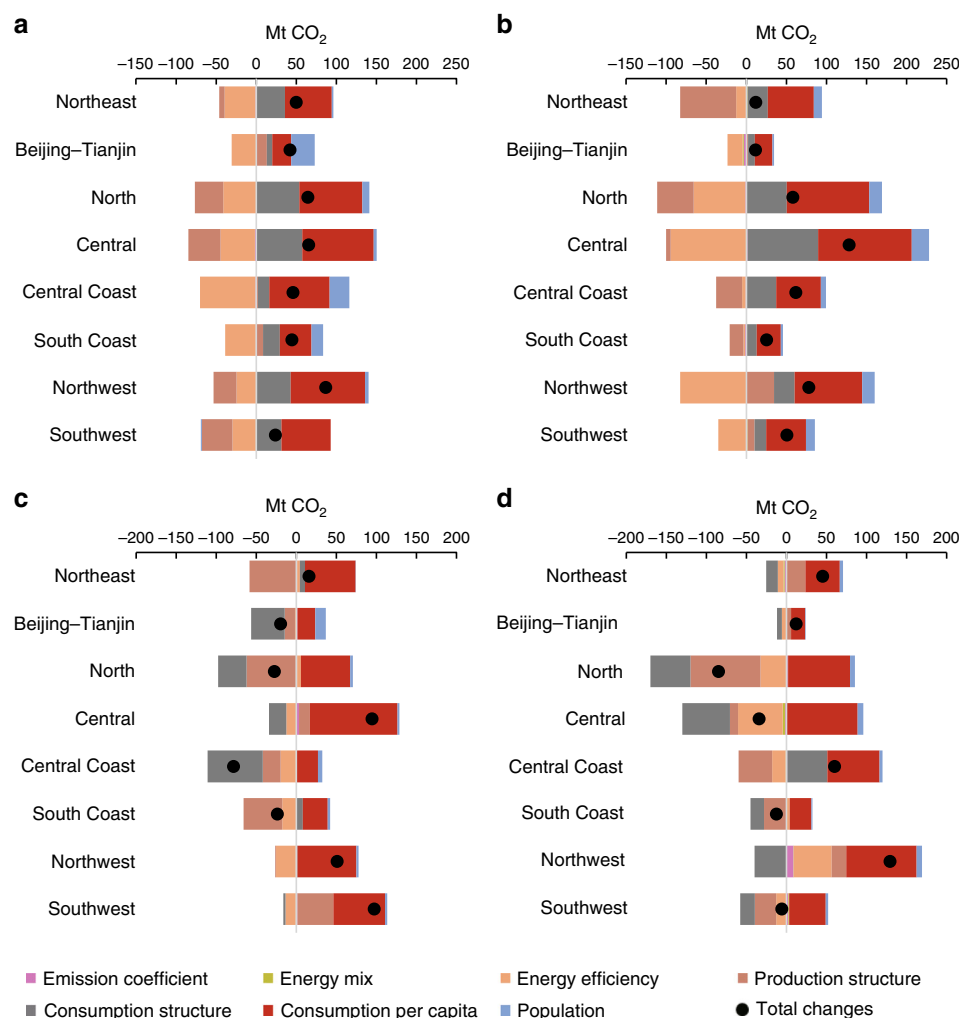 a
Mt CO2
−150 −100 −50 0 50 100 150 200 250
Northeast
Beijing–Tianjin
North
Central
Central Coast
South Coast
Northwest
Southwest
b
Mt CO2
−150 −100 −50 0 50 100 150 200 250
Northeast
Beijing–Tianjin
North
Central
Central Coast
South Coast
Northwest
Southwest
c
Mt CO2
−200 −150 −100 −50 0 50 100 150 200
Northeast
Beijing–Tianjin
North
Central
Central Coast
South Coast
Northwest
Southwest
d
Mt CO2
−200 −150 −100 −50 0 50 100 150 200
Northeast
Beijing–Tianjin
North
Central
Central Coast
South Coast
Northwest
Southwest
Emission coefficient Energy mix Energy efficiency Production structure
Consumption structure Consumption per capita Population Total changes